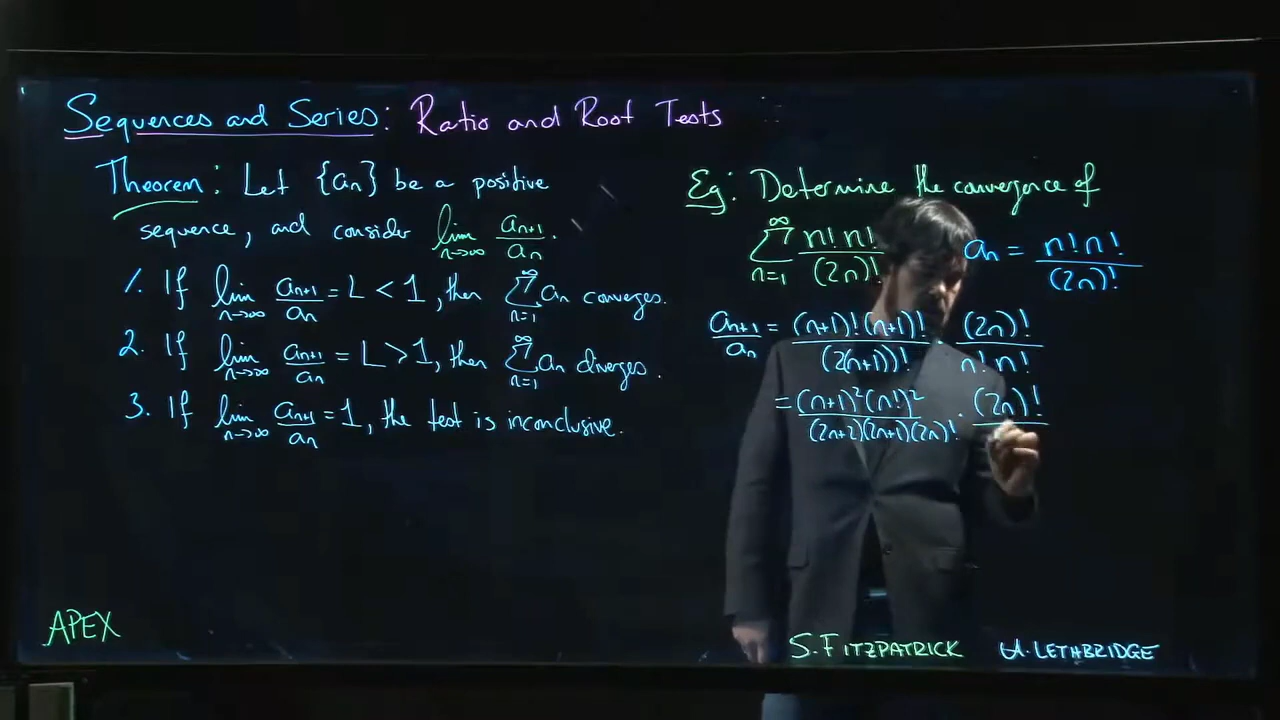 Sequences and Series: Ratio and Root Tests
Theorem: Let {aₙ} be a positive
sequence, and consider lim n→∞ aₙ₊₁/aₙ.
1. If lim n→∞ aₙ₊₁/aₙ = L < 1, then ∞ Σ n=1 aₙ converges.
2. If lim n→∞ aₙ₊₁/aₙ = L > 1, then ∞ Σ n=1 aₙ diverges.
3. If lim n→∞ aₙ₊₁/aₙ = 1, the test is inconclusive.
Eg: Determine the convergence of
∞ Σ n=1 n! n!/(2n)! aₙ = n! n!/(2n)!
aₙ₊₁/aₙ = (n+1)! (n+1)!/(2(n+1))! · (2n)!/n! n!
= (n+1)² (n!)²/(2n+2)(2n+1)(2n)! · (2n)!
APEX
S. FITZPATRICK U. LETHBRIDGE